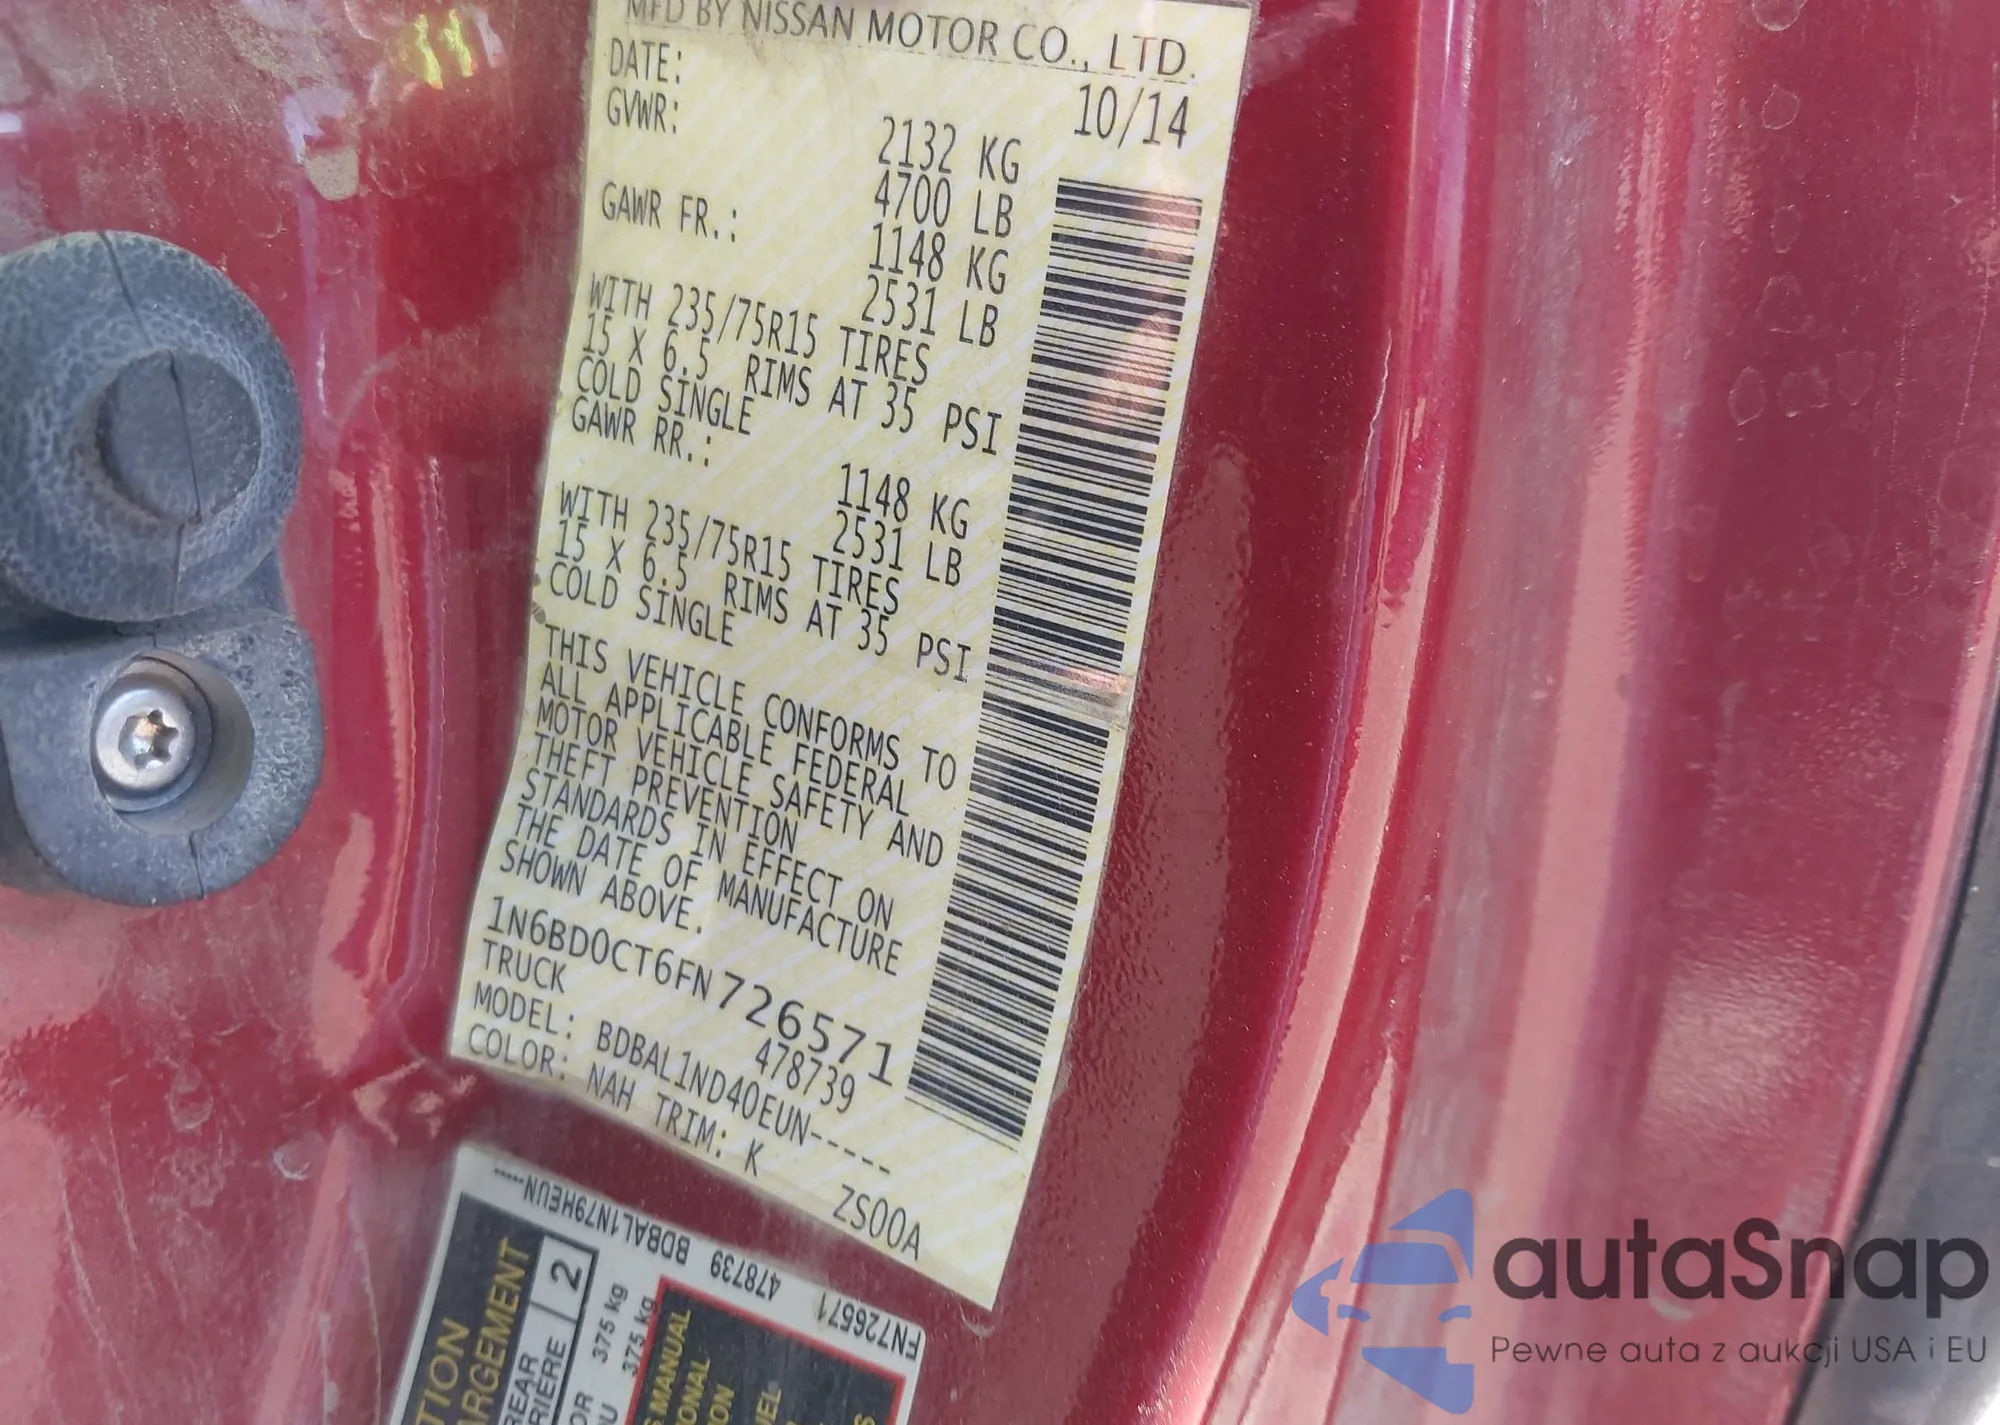 MFD BY NISSAN MOTOR CO., LTD.
DATE: 10/14
GVWR: 2132 KG
4700 LB
GAWR FR.: 1148 KG
2531 LB
WITH 235/75R15 TIRES
15 X 6.5 RIMS AT 35 PSI
COLD SINGLE
GAWR RR.: 1148 KG
2531 LB
WITH 235/75R15 TIRES
15 X 6.5 RIMS AT 35 PSI
COLD SINGLE
THIS VEHICLE CONFORMS TO
ALL APPLICABLE FEDERAL
MOTOR VEHICLE SAFETY AND
THEFT PREVENTION
STANDARDS IN EFFECT ON
THE DATE OF MANUFACTURE
SHOWN ABOVE.
1N6BD0CT6FN726571
TRUCK 478739
MODEL: BDBAL1ND40EUN-----
COLOR: NAH TRIM: K ZS00A
FN726571 478739 BDBAL1N79HEUN-----
2
REAR
375 kg
375 kg
MANUAL
autaSnap
Pewne auta z aukcji USA i EU